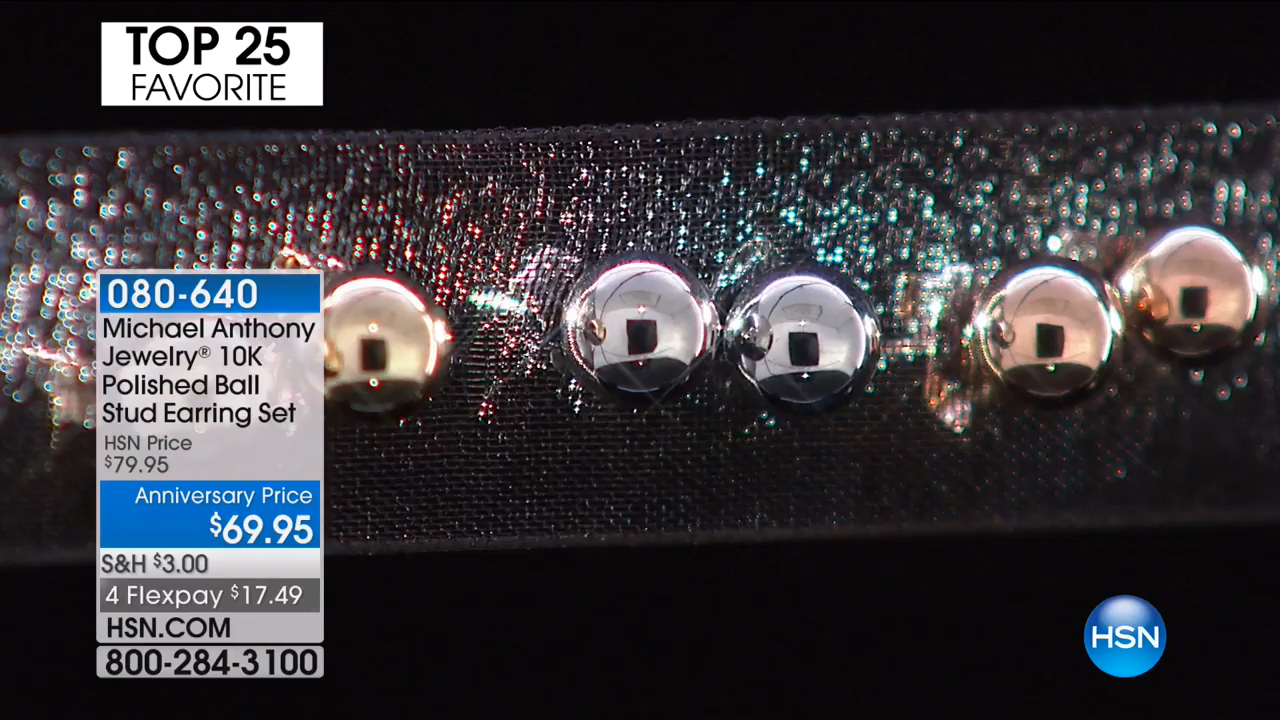 TOP 25
FAVORITE
080-640
Michael Anthony
Jewelry® 10K
Polished Ball
Stud Earring Set
HSN Price
$79.95
Anniversary Price
$69.95
S&H $3.00
4 Flexpay $17.49
HSN.COM
800-284-3100
HSN